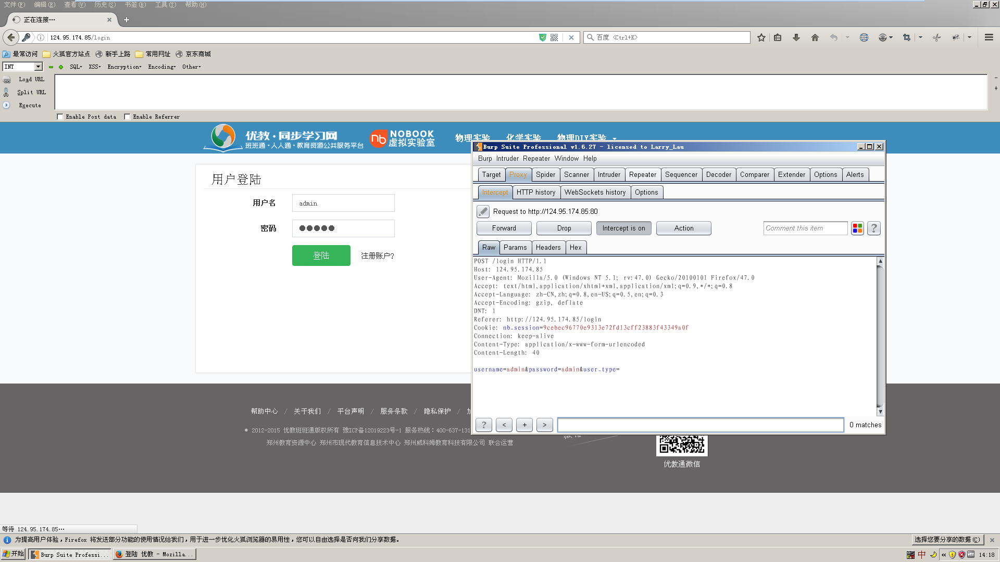 文件(F) 编辑(E) 查看(V) 历史(S) 书签(B) 工具(T) 帮助(H)
正在连接…
124.95.174.85/login
百度 <Ctrl+K>
最常访问 火狐官方站点 新手上路 常用网址 京东商城
INT SQL XSS Encryption Encoding Other
Load URL
Split URL
Execute
Enable Post data Enable Referrer
优教·同步学习网
班班通·人人通·教育资源公共服务平台
nb NOBOOK
虚拟实验室
物理实验 化学实验 物理DIY实验
用户登陆
用户名 admin
密码 ●●●●●
登陆 注册账户?
Burp Suite Professional v1.6.27 - licensed to Larry_Lau
Burp Intruder Repeater Window Help
Target Proxy Spider Scanner Intruder Repeater Sequencer Decoder Comparer Extender Options Alerts
Intercept HTTP history WebSockets history Options
Request to http://124.95.174.85:80
Forward Drop Intercept is on Action Comment this item ?
Raw Params Headers Hex
POST /login HTTP/1.1
Host: 124.95.174.85
User-Agent: Mozilla/5.0 (Windows NT 5.1; rv:47.0) Gecko/20100101 Firefox/47.0
Accept: text/html,application/xhtml+xml,application/xml;q=0.9,*/*;q=0.8
Accept-Language: zh-CN,zh;q=0.8,en-US;q=0.5,en;q=0.3
Accept-Encoding: gzip, deflate
DNT: 1
Referer: http://124.95.174.85/login
Cookie: nb_session=9cebec96770e9313e72fd13cff23883f43349a0f
Connection: keep-alive
Content-Type: application/x-www-form-urlencoded
Content-Length: 40
username=admin&password=admin&user_type=
? < + > 0 matches
帮助中心 / 关于我们 / 平台声明 / 服务条款 / 隐私保护 /
2012-2015 优教班班通版权所有 豫ICP备12019223号-1 服务热线：400-637-131
郑州教育资源中心 郑州市现代教育信息技术中心 郑州威科姆教育科技有限公司 联合运营
优教通微信
等待 124.95.174.85…
为提高用户体验，Firefox 将发送部分功能的使用情况给我们，用于进一步优化火狐浏览器的易用性，您可以自由选择是否向我们分享数据。
选择您要分享的数据(C)
开始 Burp Suite Professi... 登陆 优教 - Mozilla... 中 14:18